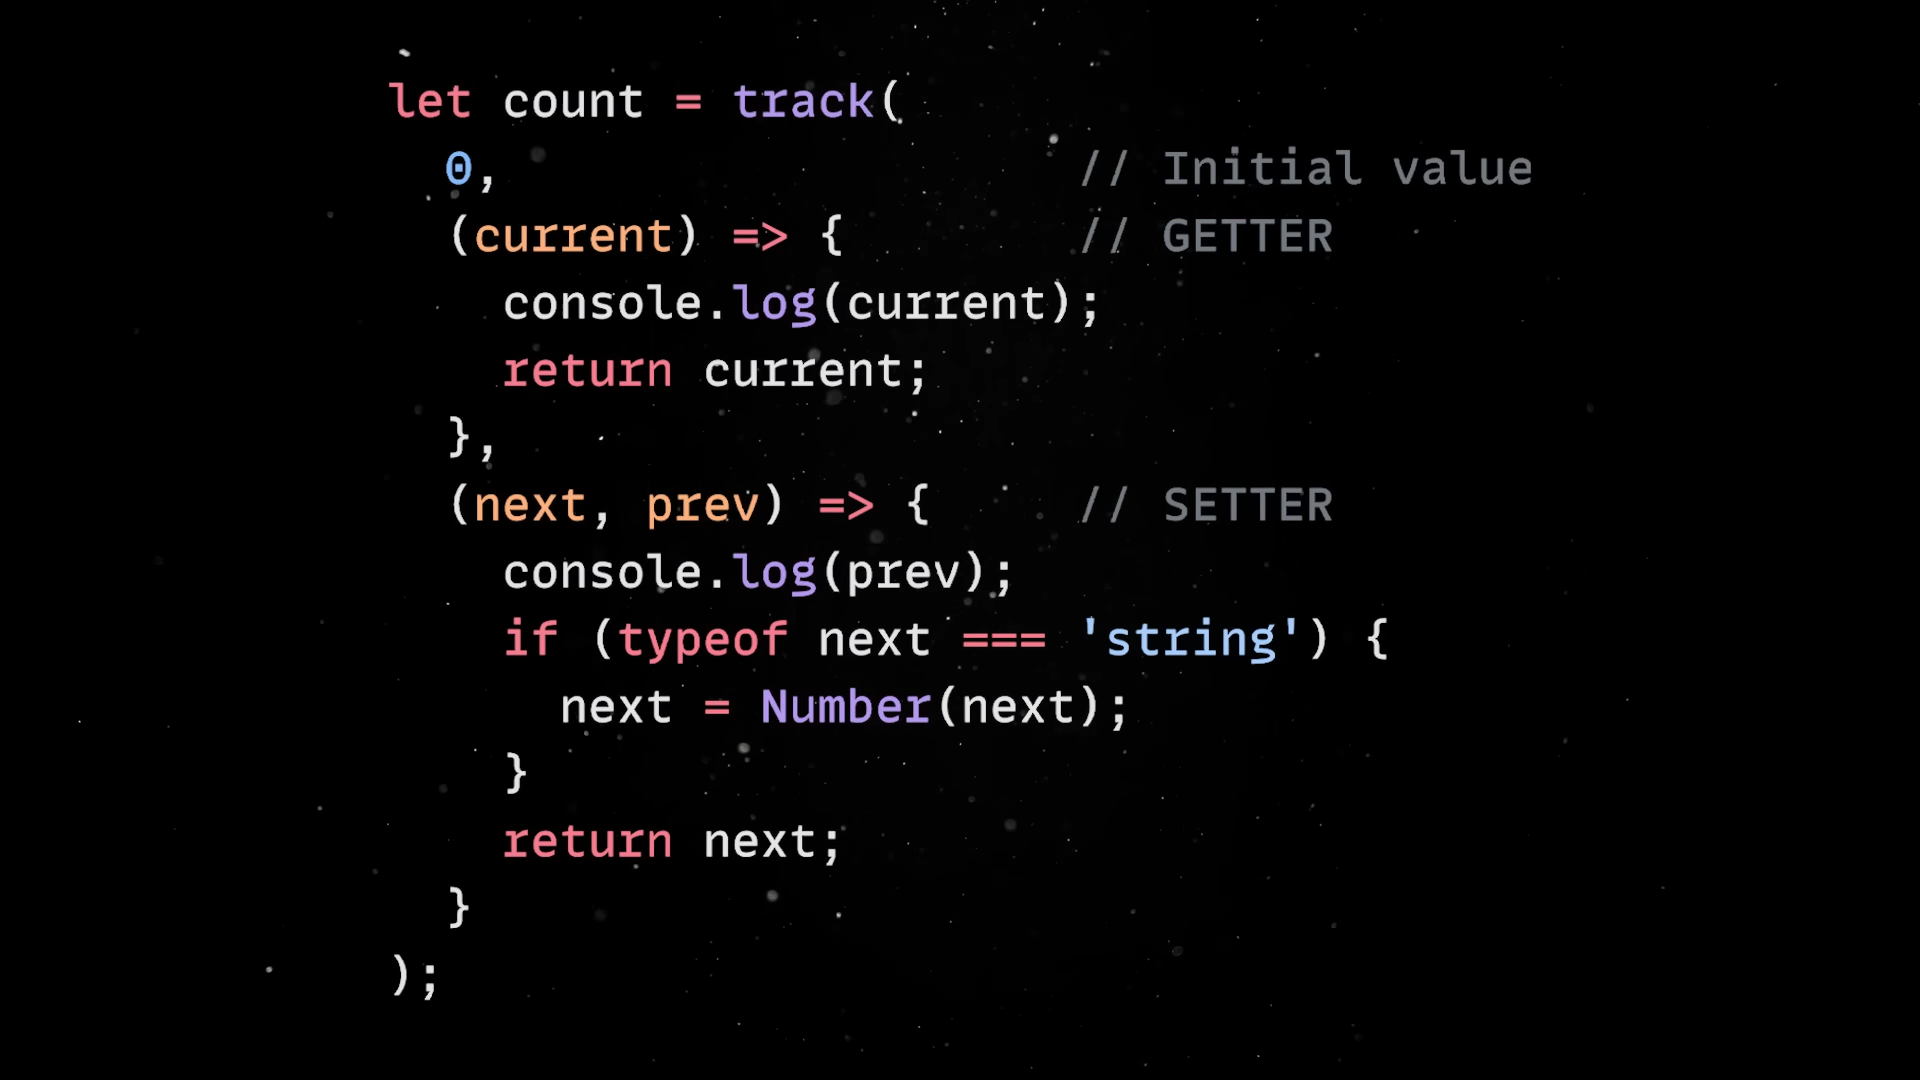 let count = track(
  0,                     // Initial value
  (current) => {         // GETTER
    console.log(current);
    return current;
  },
  (next, prev) => {      // SETTER
    console.log(prev);
    if (typeof next === 'string') {
      next = Number(next);
    }
    return next;
  }
);